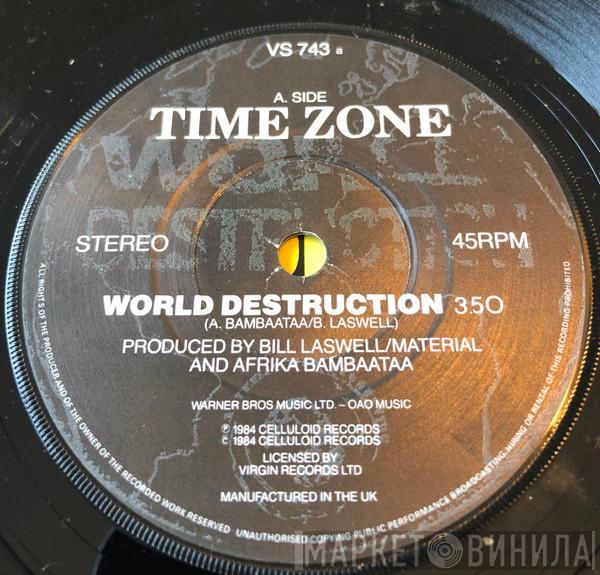 VS 743 a
A. SIDE
TIME ZONE
WORLD
DESTRUCTION
STEREO
45RPM
WORLD DESTRUCTION 3.50
(A. BAMBAATAA/B. LASWELL)
PRODUCED BY BILL LASWELL/MATERIAL
AND AFRIKA BAMBAATAA
WARNER BROS MUSIC LTD. – OAO MUSIC
℗ 1984 CELLULOID RECORDS
© 1984 CELLULOID RECORDS
LICENSED BY
VIRGIN RECORDS LTD
MANUFACTURED IN THE UK
ALL RIGHTS OF THE PRODUCER AND OF THE OWNER OF THE RECORDED WORK RESERVED UNAUTHORISED COPYING PUBLIC PERFORMANCE BROADCASTING HIRING OR RENTAL OF THIS RECORDING PROHIBITED
МАРКЕТ ВИНИЛА